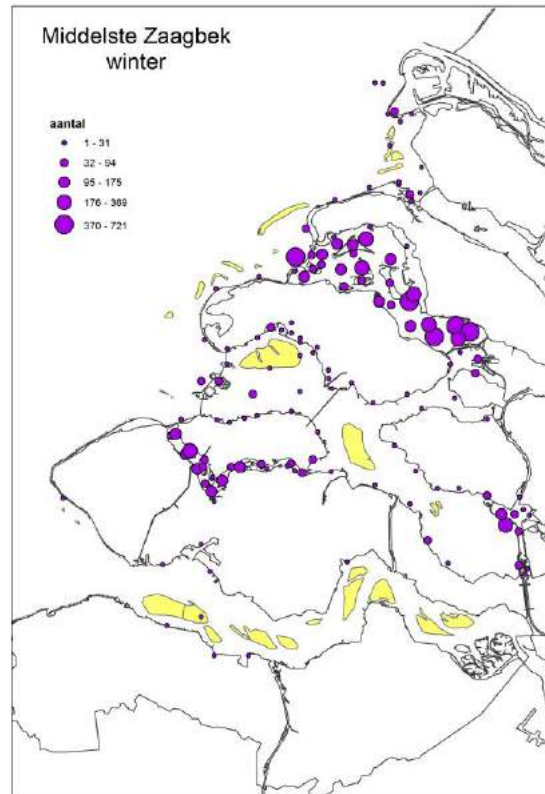 Middelste Zaagbek
winter
aantal
1 - 31
32 - 94
95 - 175
176 - 369
370 - 721